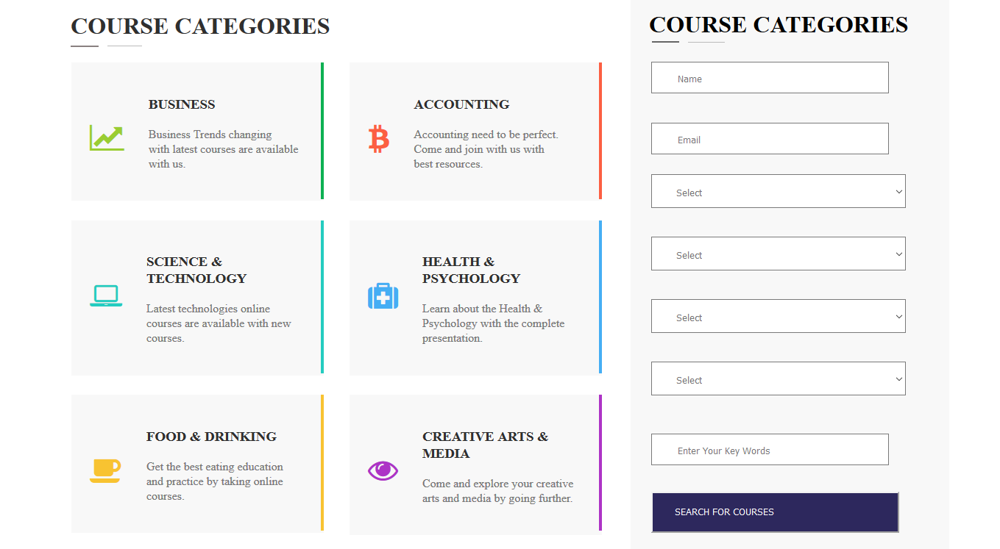 COURSE CATEGORIES
BUSINESS
Business Trends changing
with latest courses are available
with us.
ACCOUNTING
Accounting need to be perfect.
Come and join with us with
best resources.
SCIENCE &
TECHNOLOGY
Latest technologies online
courses are available with new
courses.
HEALTH &
PSYCHOLOGY
Learn about the Health &
Psychology with the complete
presentation.
FOOD & DRINKING
Get the best eating education
and practice by taking online
courses.
CREATIVE ARTS &
MEDIA
Come and explore your creative
arts and media by going further.
COURSE CATEGORIES
Name
Email
Select
Select
Select
Select
Enter Your Key Words
SEARCH FOR COURSES